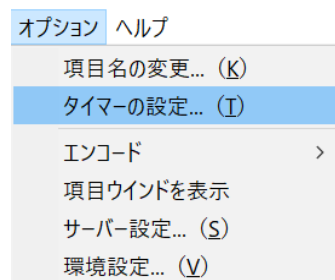 オプション ヘルプ
項目名の変更... (K)
タイマーの設定... (T)
エンコード >
項目ウインドを表示
サーバー設定... (S)
環境設定... (V)